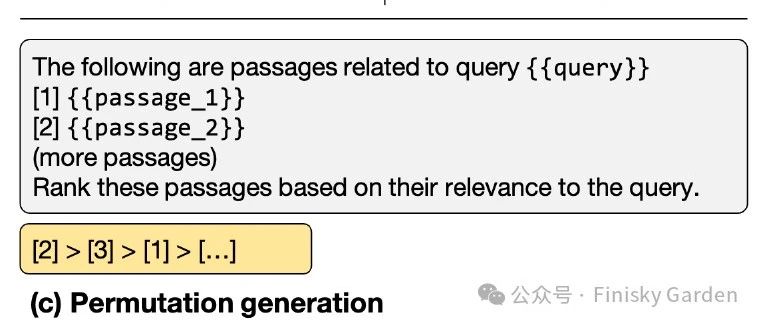 The following are passages related to query {{query}}
[1] {{passage_1}}
[2] {{passage_2}}
(more passages)
Rank these passages based on their relevance to the query.
[2] > [3] > [1] > [...]
(c) Permutation generation
公众号 · Finisky Garden